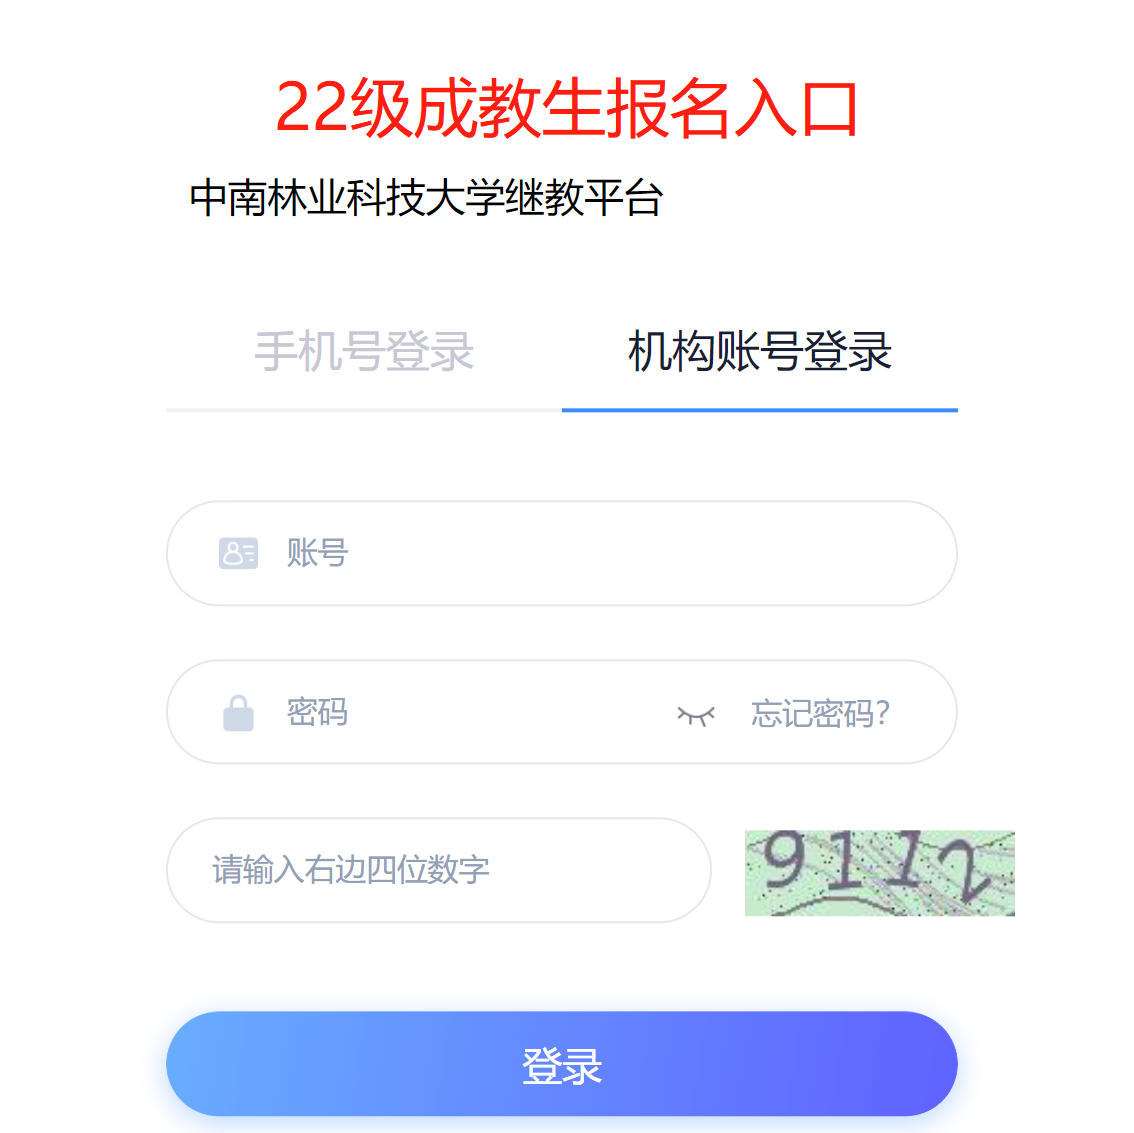 22级成教生报名入口
中南林业科技大学继教平台
手机号登录 机构账号登录
账号
密码 忘记密码?
请输入右边四位数字 9112
登录